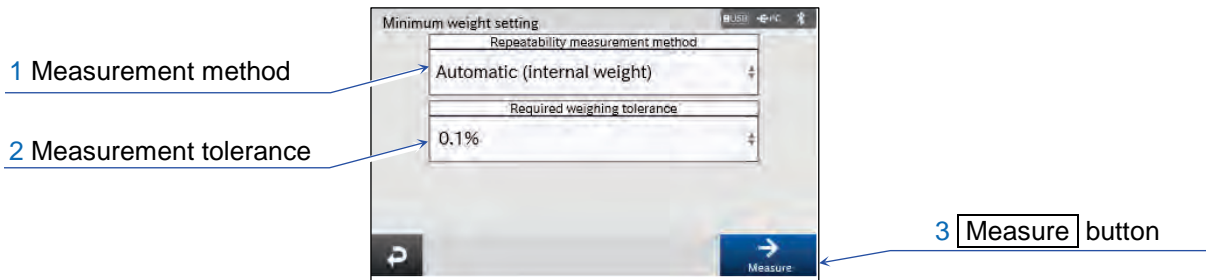 Minimum weight setting
USB PC
Repeatability measurement method
1 Measurement method
Automatic (internal weight)
Required weighing tolerance
2 Measurement tolerance
0.1%
3 Measure button
Measure